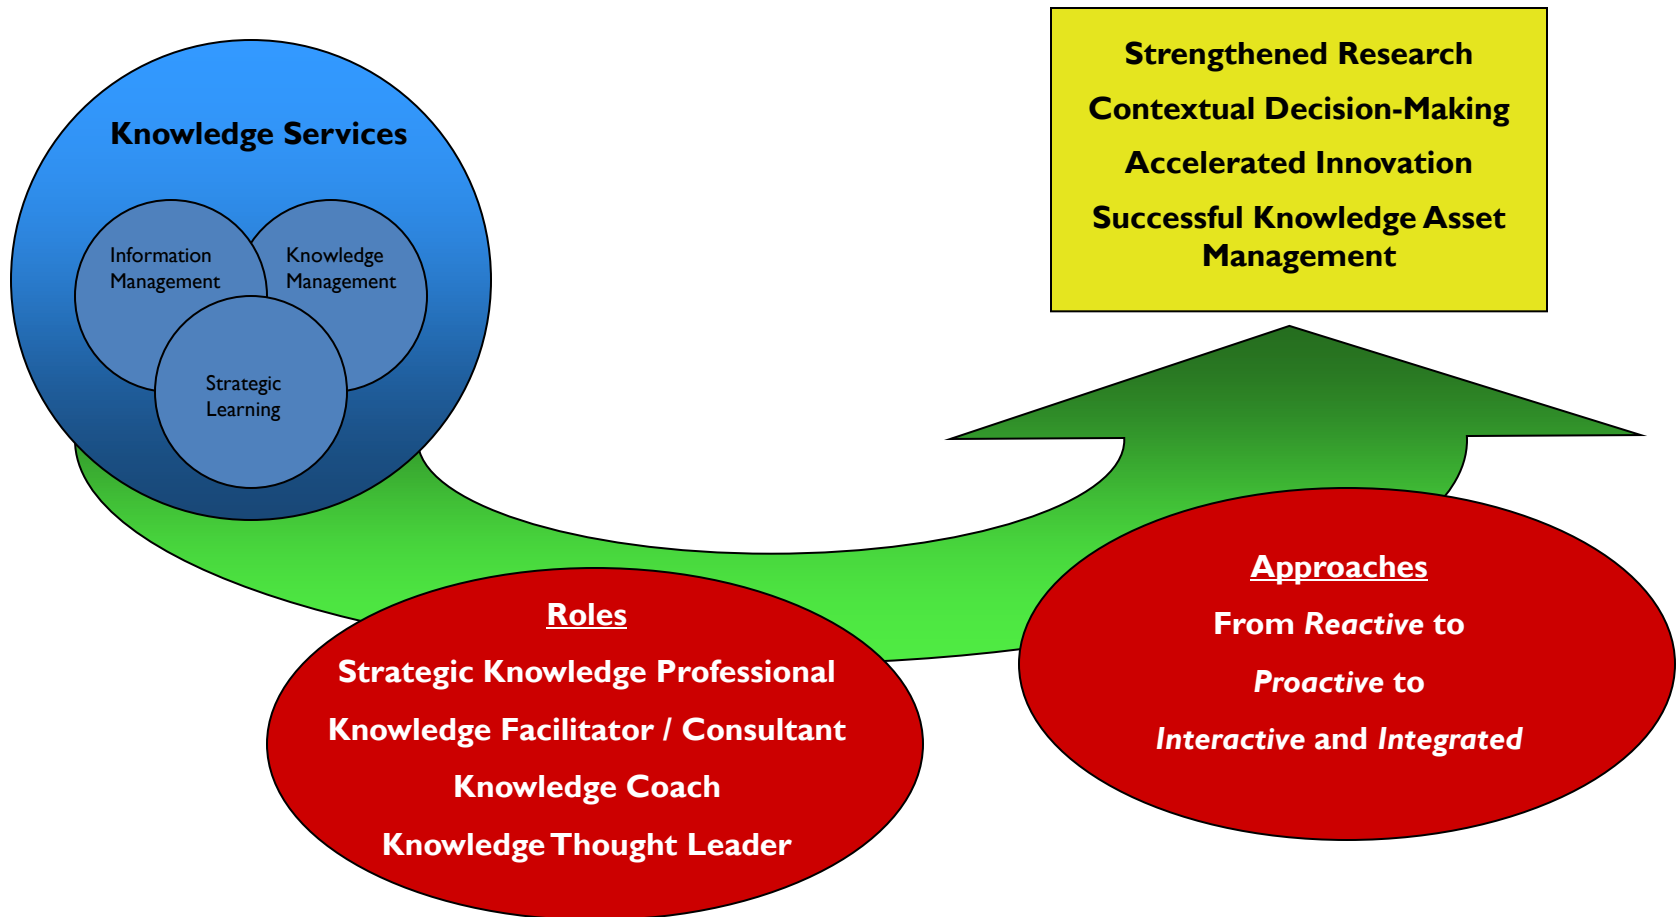 Knowledge Services
Information
Management
Knowledge
Management
Strategic
Learning
Strengthened Research
Contextual Decision-Making
Accelerated Innovation
Successful Knowledge Asset
Management
Roles
Strategic Knowledge Professional
Knowledge Facilitator / Consultant
Knowledge Coach
Knowledge Thought Leader
Approaches
From Reactive to
Proactive to
Interactive and Integrated